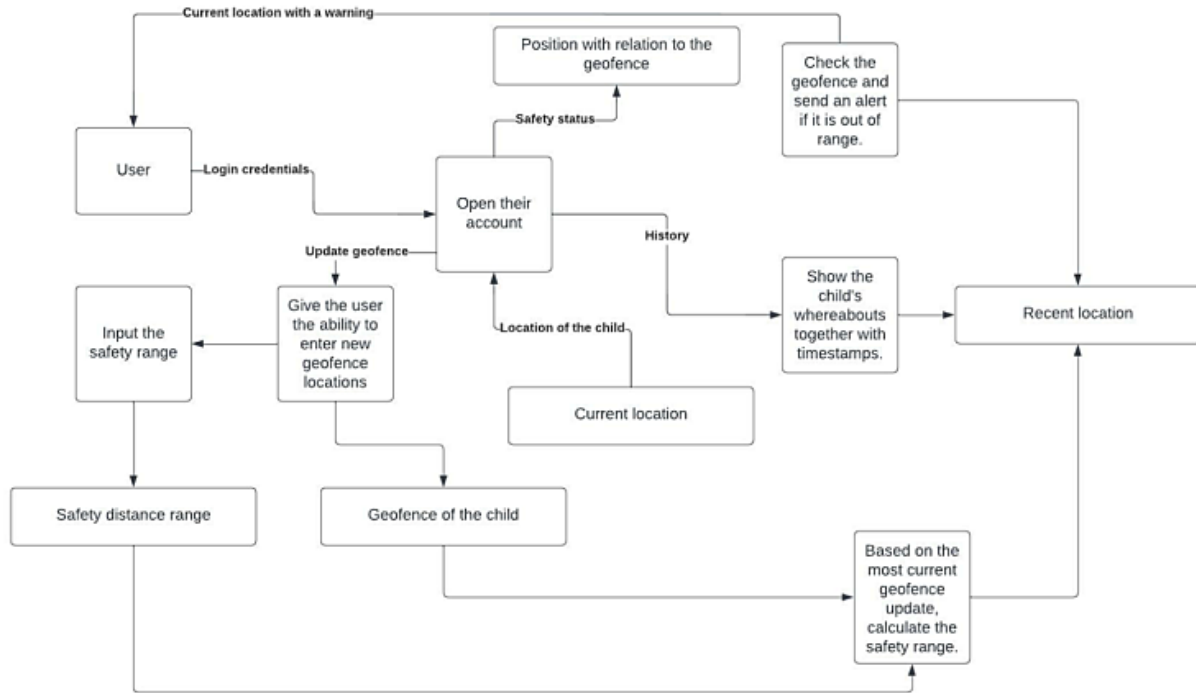 Current location with a warning
Position with relation to the
geofence
Check the
geofence and
send an alert
if it is out of
range.
Safety status
User
Login credentials
Open their
account
History
Update geofence
Give the user
the ability to
enter new
geofence
locations
Input the
safety range
Location of the child
Show the
child's
whereabouts
together with
timestamps.
Recent location
Current location
Safety distance range
Geofence of the child
Based on the
most current
geofence
update,
calculate the
safety range.